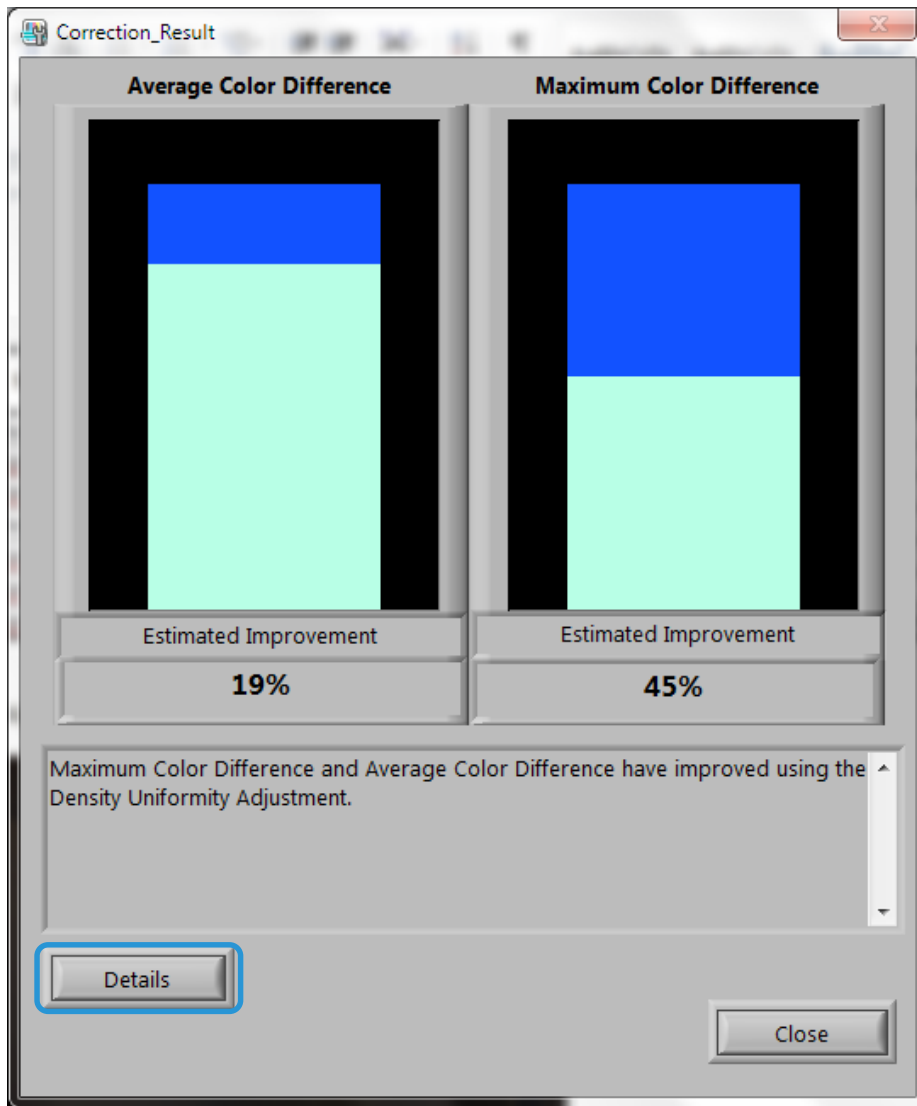 Correction_Result
Average Color Difference
Maximum Color Difference
Estimated Improvement
Estimated Improvement
19%
45%
Maximum Color Difference and Average Color Difference have improved using the
Density Uniformity Adjustment.
Details
Close